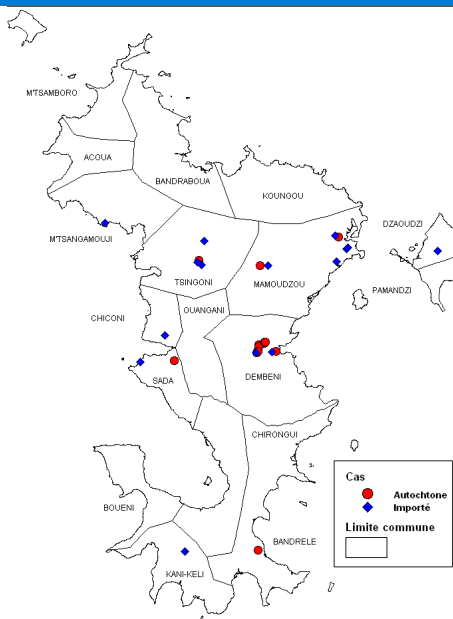 M'TSAMBORO
ACOUA
BANDRABOUA
KOUNGOU
DZAOUDZI
M'TSANGAMOUJI
TSINGONI
MAMOUDZOU
PAMANDZI
OUANGANI
CHICONI
SADA
DEMBENI
CHIRONGUI
BOUENI
BANDRELE
KANI-KELI
Cas
Autochtone
Importé
Limite commune